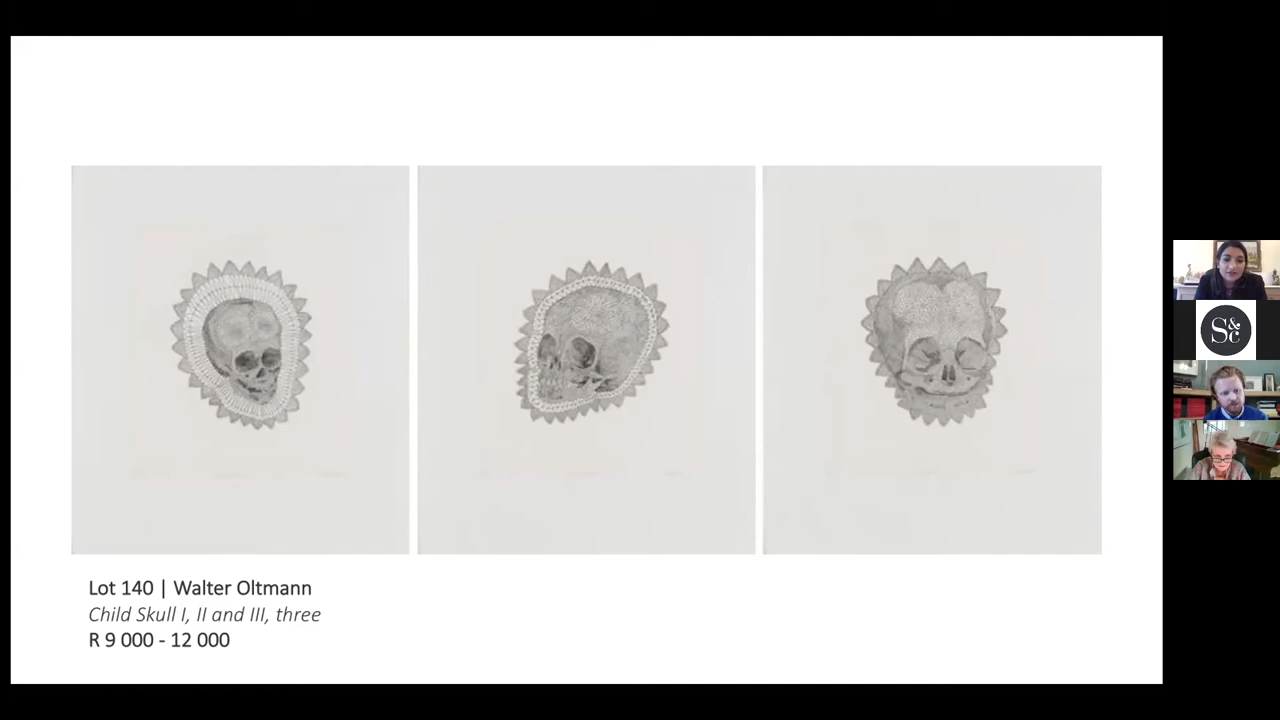 Lot 140 | Walter Oltmann
Child Skull I, II and III, three
R 9 000 - 12 000
S&c